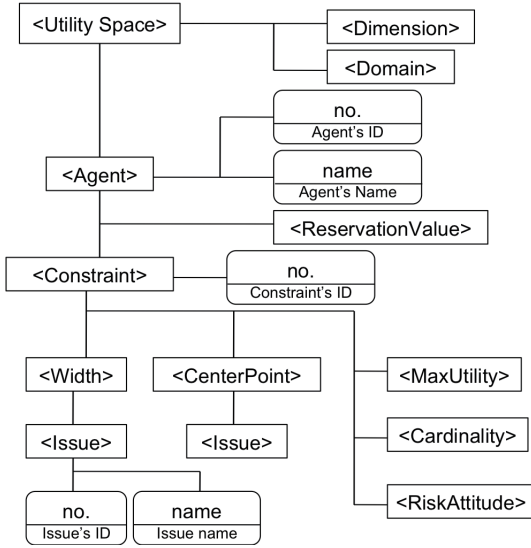 <Utility Space>
<Dimension>
<Domain>
no.
Agent's ID
<Agent>
name
Agent's Name
<ReservationValue>
<Constraint>
no.
Constraint's ID
<Width>
<CenterPoint>
<MaxUtility>
<Issue>
<Issue>
<Cardinality>
no.
Issue's ID
name
Issue name
<RiskAttitude>